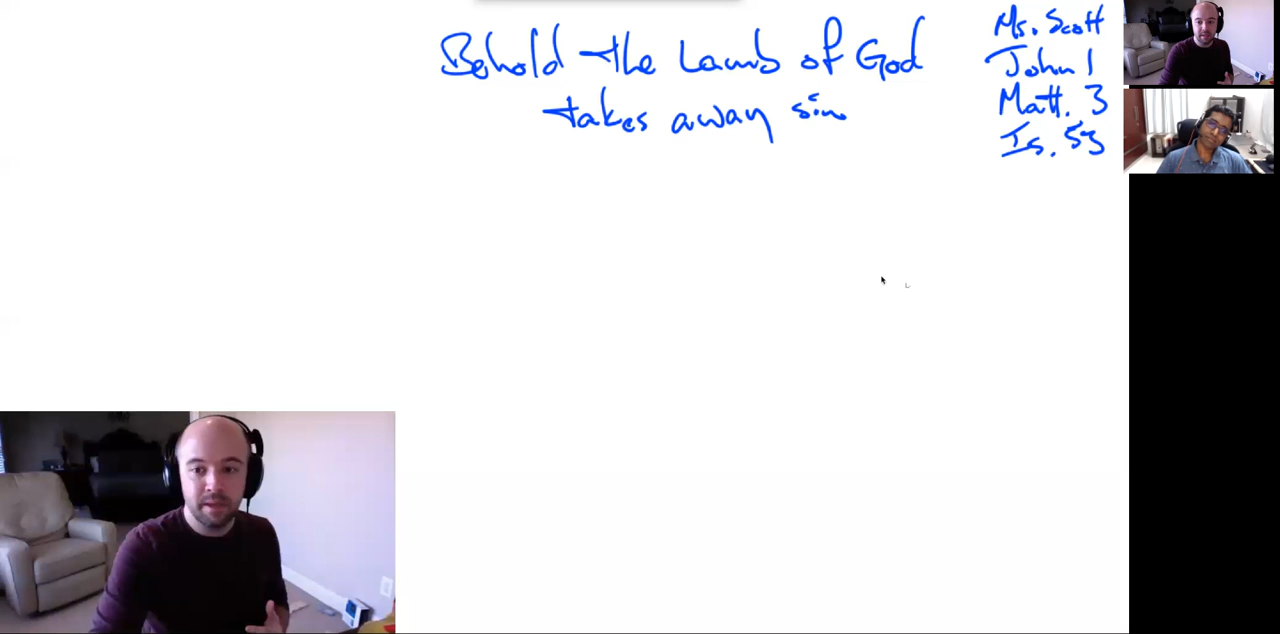 Behold the Lamb of God
takes away sin
Ms. Scott
John 1
Matt. 3
Is. 53